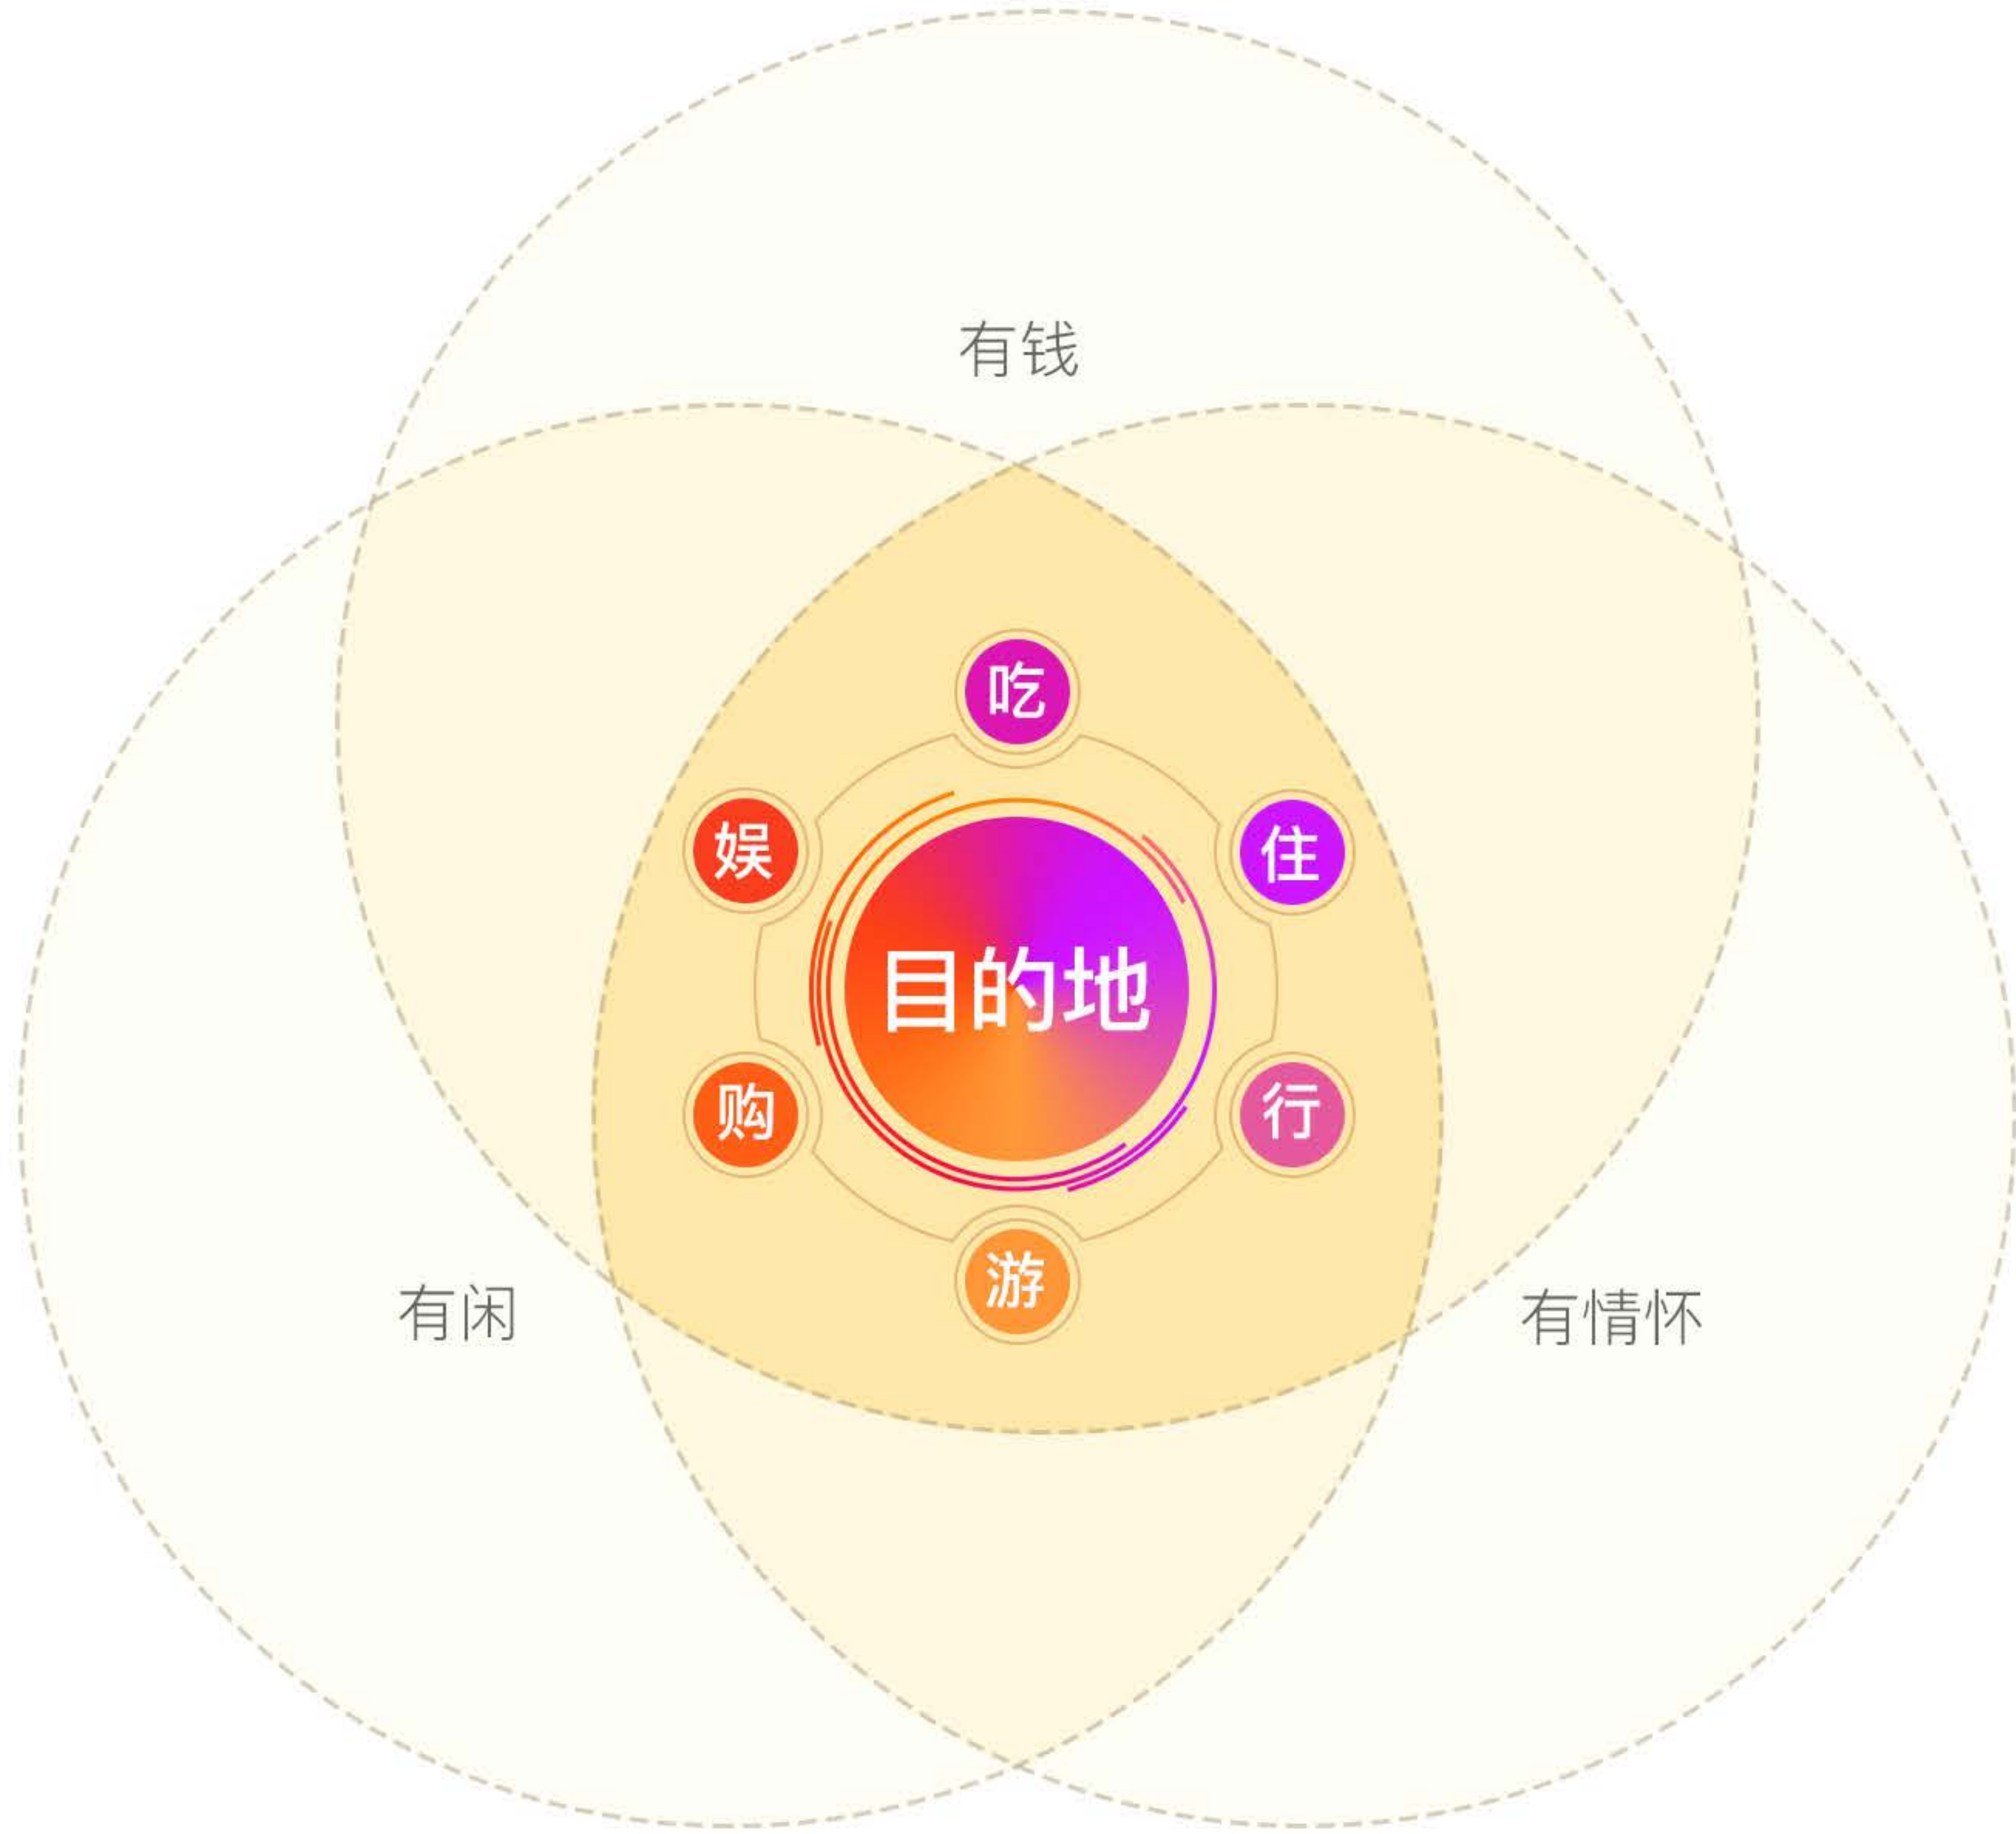 有钱
吃
娱
住
目的地
购
行
游
有闲
有情怀